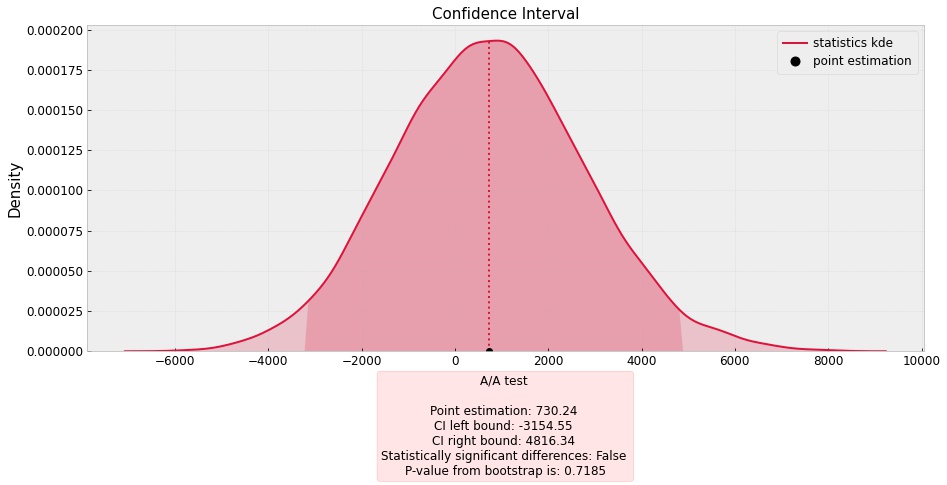 Confidence Interval
statistics kde
point estimation
Density
0.000200
0.000175
0.000150
0.000125
0.000100
0.000075
0.000050
0.000025
0.000000
−6000 −4000 −2000 0 2000 4000 6000 8000 10000
A/A test
Point estimation: 730.24
CI left bound: -3154.55
CI right bound: 4816.34
Statistically significant differences: False
P-value from bootstrap is: 0.7185